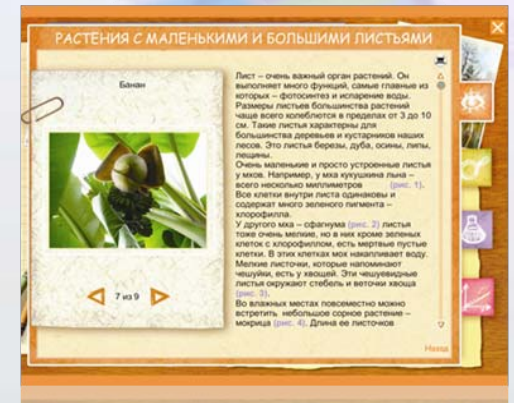 РАСТЕНИЯ С МАЛЕНЬКИМИ И БОЛЬШИМИ ЛИСТЬЯМИ
Банан
7 из 9
Лист – очень важный орган растений. Он
выполняет много функций, самые главные из
которых – фотосинтез и испарение воды.
Размеры листьев большинства растений
чаще всего колеблются в пределах от 3 до 10
см. Такие листья характерны для
большинства деревьев и кустарников наших
лесов. Это листья березы, дуба, осины, липы,
лещины.
Очень маленькие и просто устроенные листья
у мхов. Например, у мха кукушкина льна –
всего несколько миллиметров (рис. 1).
Все клетки внутри листа одинаковы и
содержат много зеленого пигмента –
хлорофилла.
У другого мха – сфагнума (рис. 2) листья
тоже очень мелкие, но в них кроме зеленых
клеток с хлорофиллом, есть мертвые пустые
клетки. В этих клетках мох накапливает воду.
Мелкие листочки, которые напоминают
чешуйки, есть у хвощей. Эти чешуевидные
листья окружают стебель и веточки хвоща
(рис. 3).
Во влажных местах повсеместно можно
встретить небольшое сорное растение –
мокрица (рис. 4). Длина ее листочков
Назад